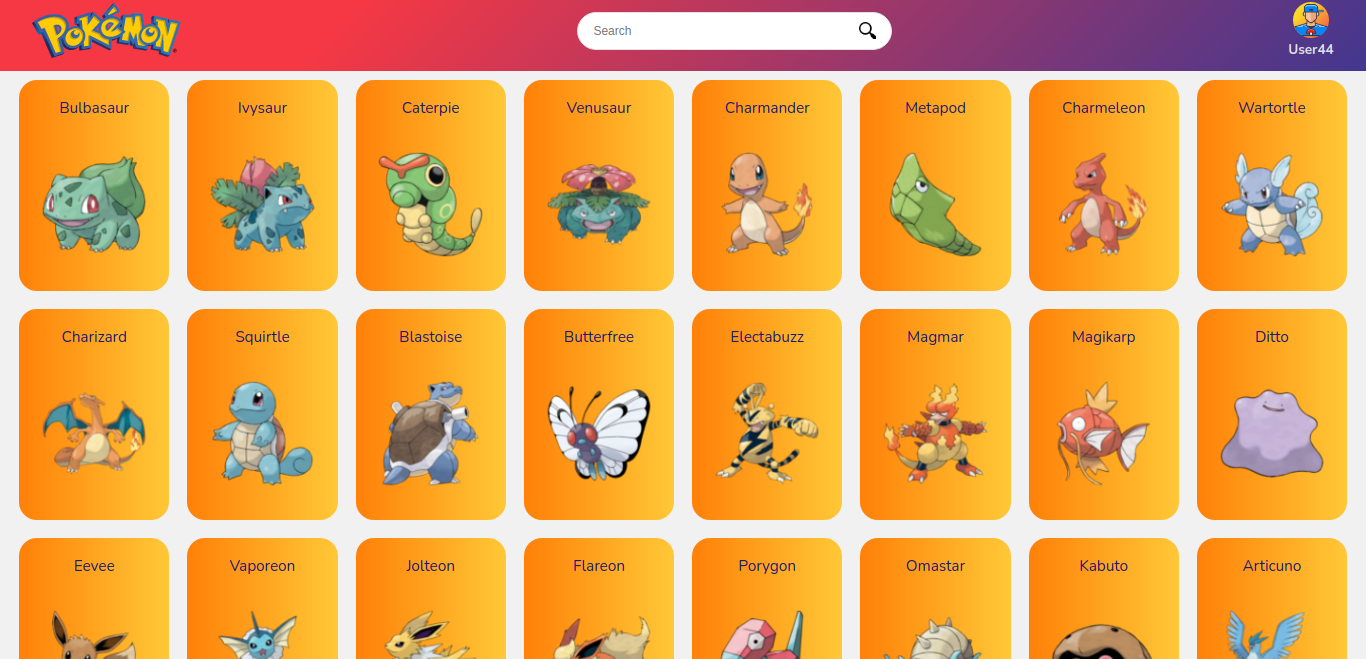 Pokémon
Search
User44
Bulbasaur
Ivysaur
Caterpie
Venusaur
Charmander
Metapod
Charmeleon
Wartortle
Charizard
Squirtle
Blastoise
Butterfree
Electabuzz
Magmar
Magikarp
Ditto
Eevee
Vaporeon
Jolteon
Flareon
Porygon
Omastar
Kabuto
Articuno